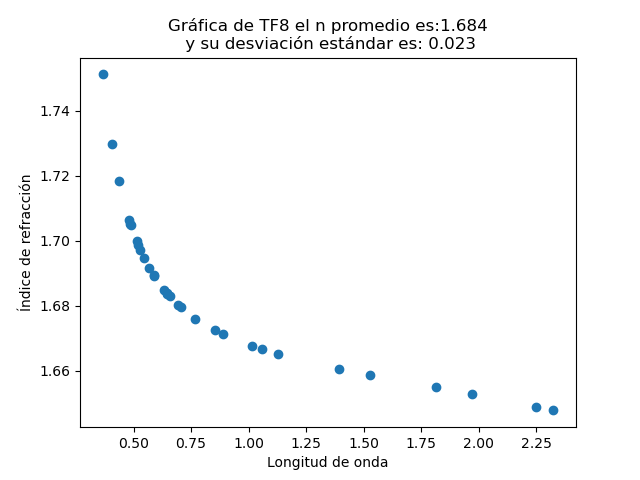 Gráfica de TF8 el n promedio es:1.684
y su desviación estándar es: 0.023
1.74
1.72
1.70
1.68
1.66
Índice de refracción
0.50 0.75 1.00 1.25 1.50 1.75 2.00 2.25
Longitud de onda